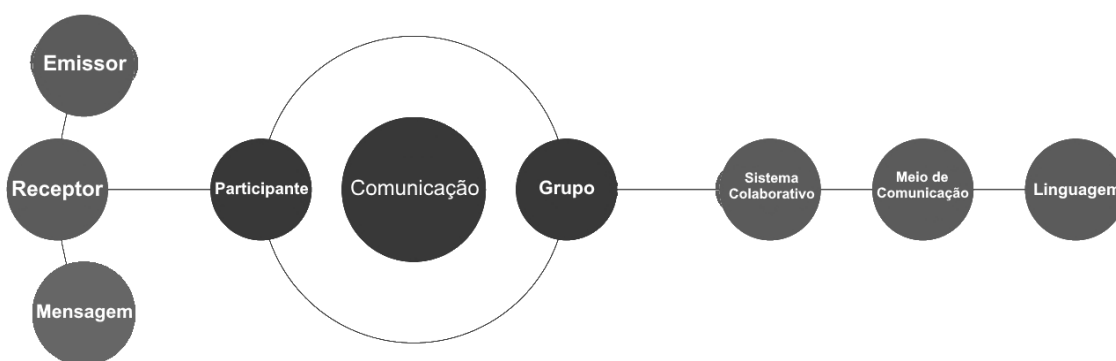 Emissor
Receptor
Mensagem
Participante
Comunicação
Grupo
Sistema
Colaborativo
Meio de
Comunicação
Linguagem